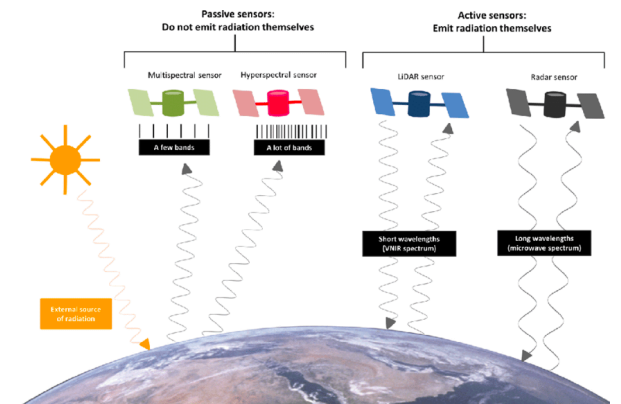 Passive sensors:
Do not emit radiation themselves
Active sensors:
Emit radiation themselves
Multispectral sensor
Hyperspectral sensor
LiDAR sensor
Radar sensor
A few bands
A lot of bands
Short wavelengths
(VNIR spectrum)
Long wavelengths
(microwave spectrum)
External source
of radiation